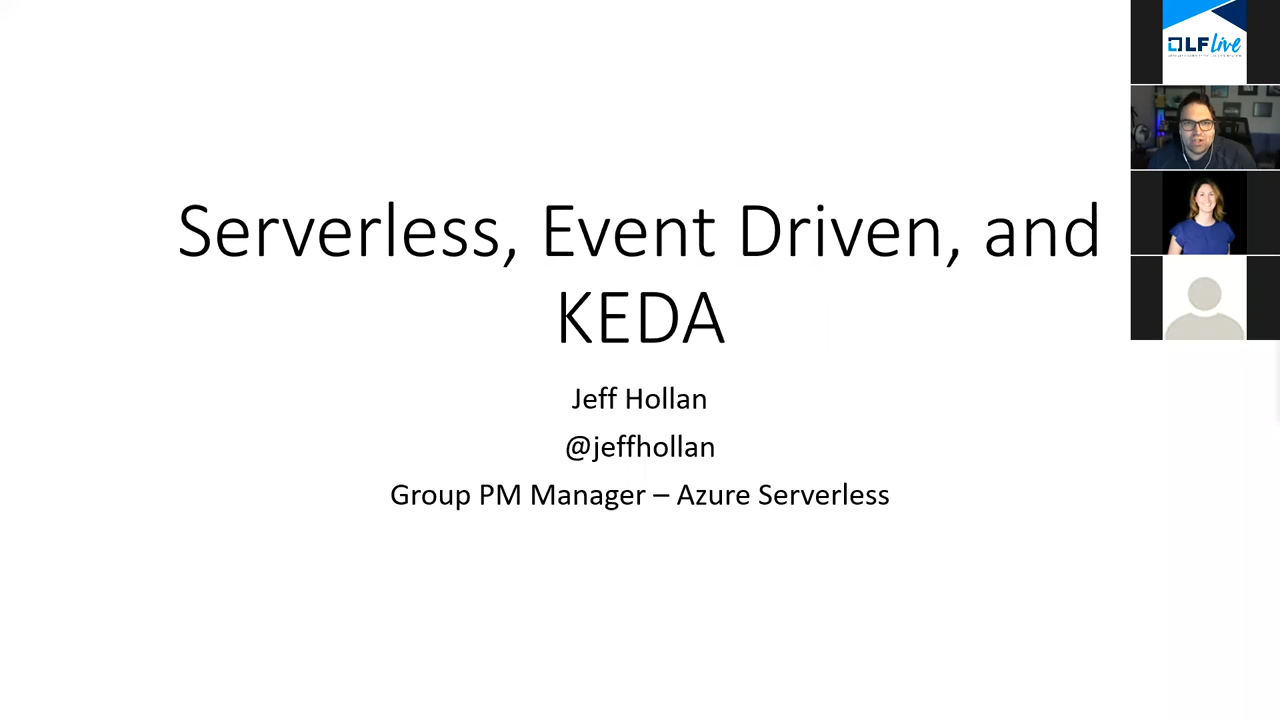 LF Live
Serverless, Event Driven, and
KEDA
Jeff Hollan
@jeffhollan
Group PM Manager – Azure Serverless